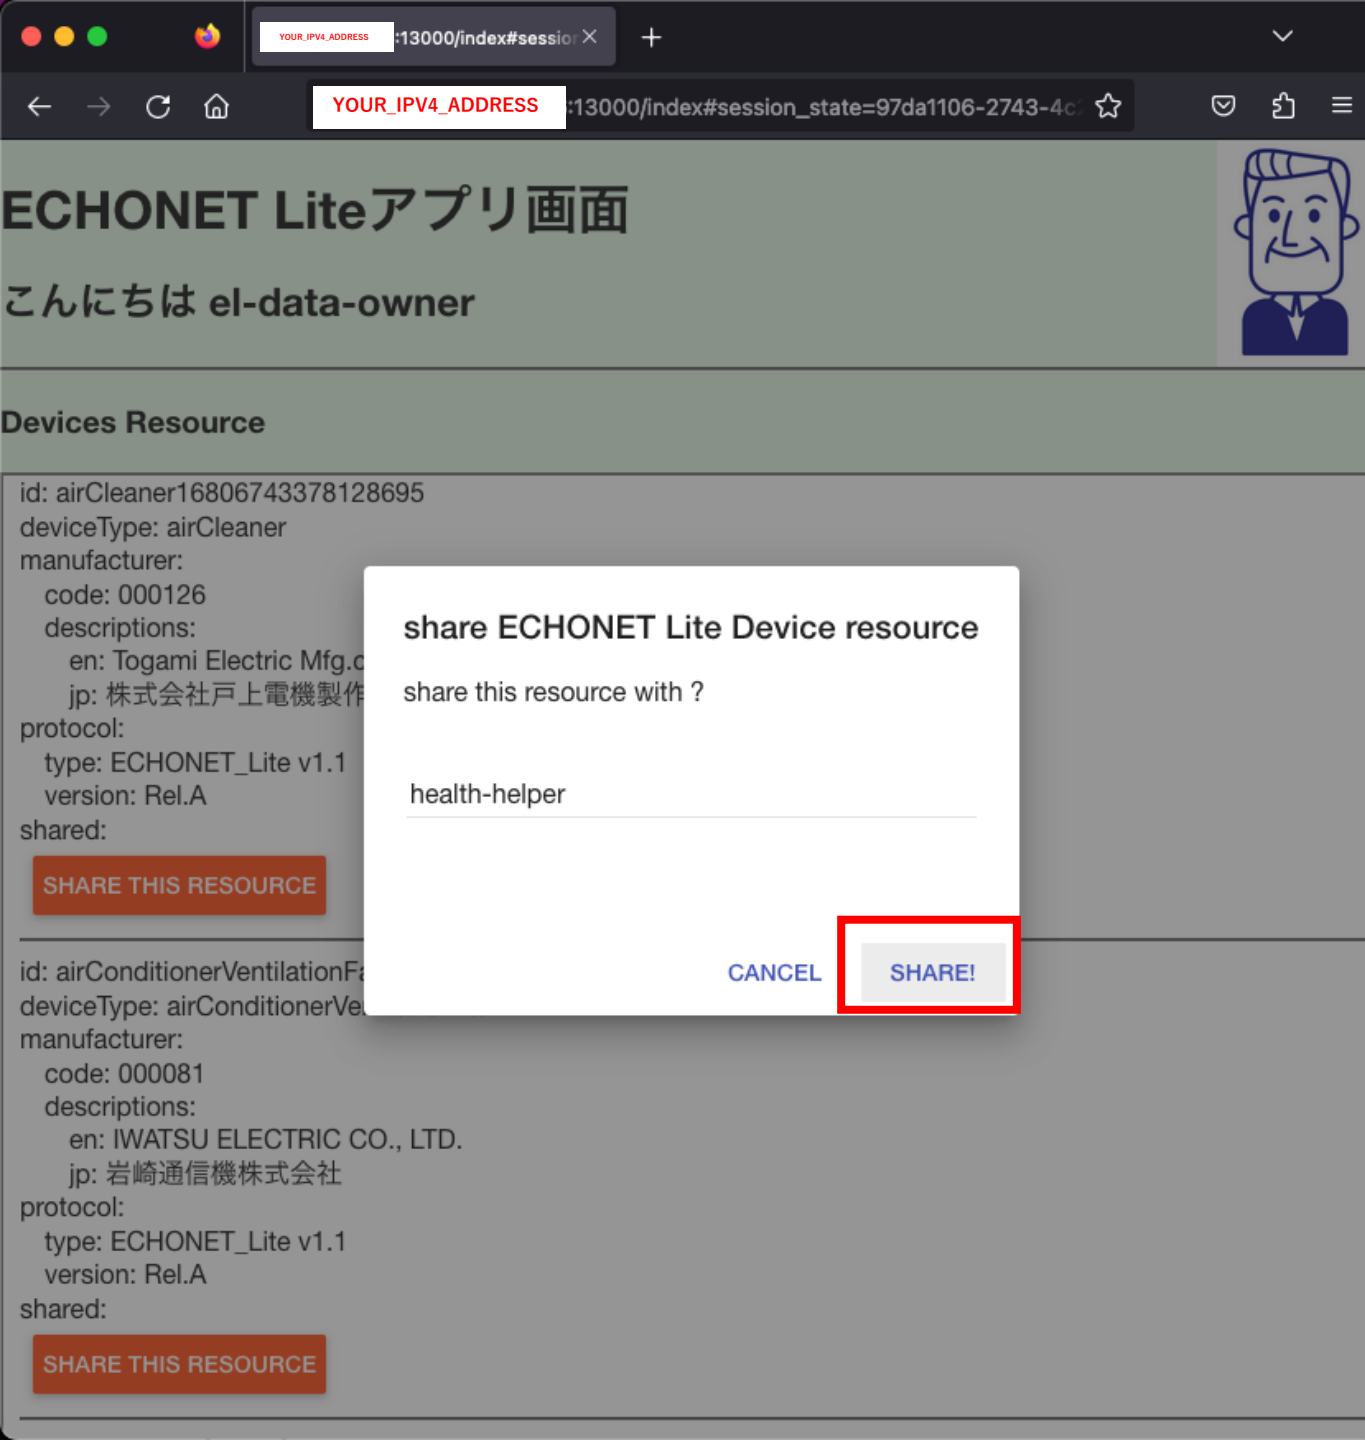 YOUR_IPV4_ADDRESS :13000/index#sessio
YOUR_IPV4_ADDRESS :13000/index#session_state=97da1106-2743-4c
ECHONET Liteアプリ画面
こんにちは el-data-owner
Devices Resource
id: airCleaner16806743378128695
deviceType: airCleaner
manufacturer:
code: 000126
descriptions:
en: Togami Electric Mfg.c
jp: 株式会社戸上電機製作
protocol:
type: ECHONET_Lite v1.1
version: Rel.A
shared:
SHARE THIS RESOURCE
share ECHONET Lite Device resource
share this resource with ?
health-helper
CANCEL SHARE!
id: airConditionerVentilationFa
deviceType: airConditionerVe
manufacturer:
code: 000081
descriptions:
en: IWATSU ELECTRIC CO., LTD.
jp: 岩崎通信機株式会社
protocol:
type: ECHONET_Lite v1.1
version: Rel.A
shared:
SHARE THIS RESOURCE